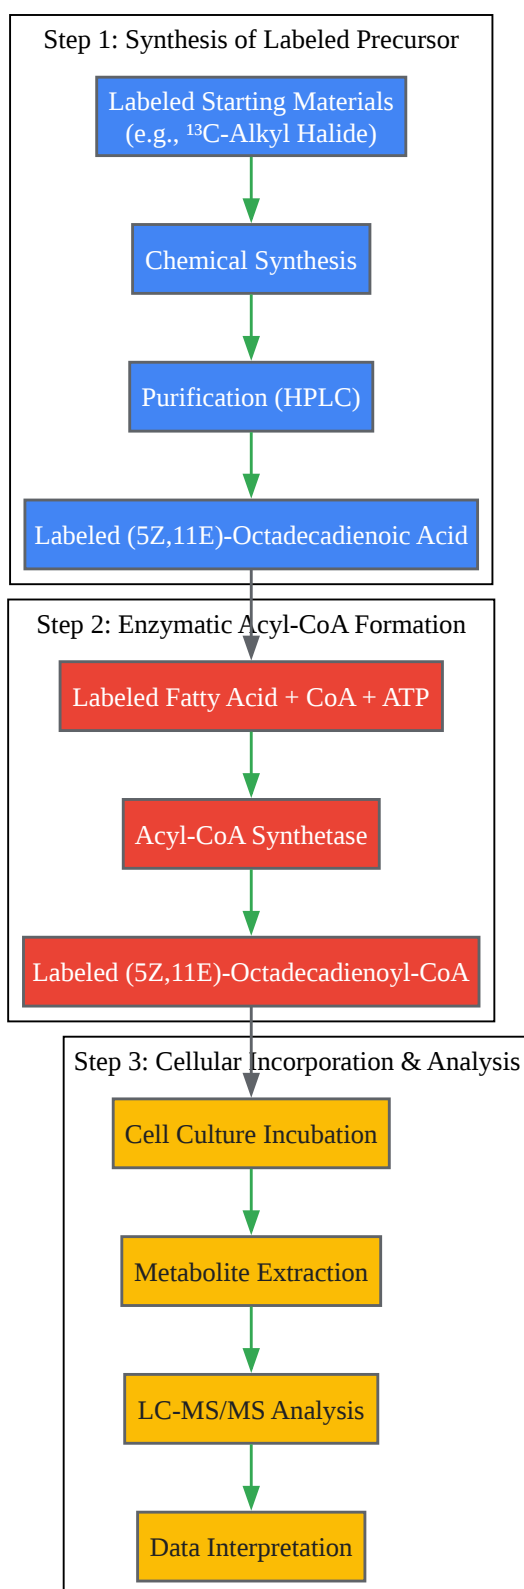 Step 1: Synthesis of Labeled Precursor
Labeled Starting Materials
(e.g., ¹³C-Alkyl Halide)
Chemical Synthesis
Purification (HPLC)
Labeled (5Z,11E)-Octadecadienoic Acid
Step 2: Enzymatic Acyl-CoA Formation
Labeled Fatty Acid + CoA + ATP
Acyl-CoA Synthetase
Labeled (5Z,11E)-Octadecadienoyl-CoA
Step 3: Cellular Incorporation & Analysis
Cell Culture Incubation
Metabolite Extraction
LC-MS/MS Analysis
Data Interpretation